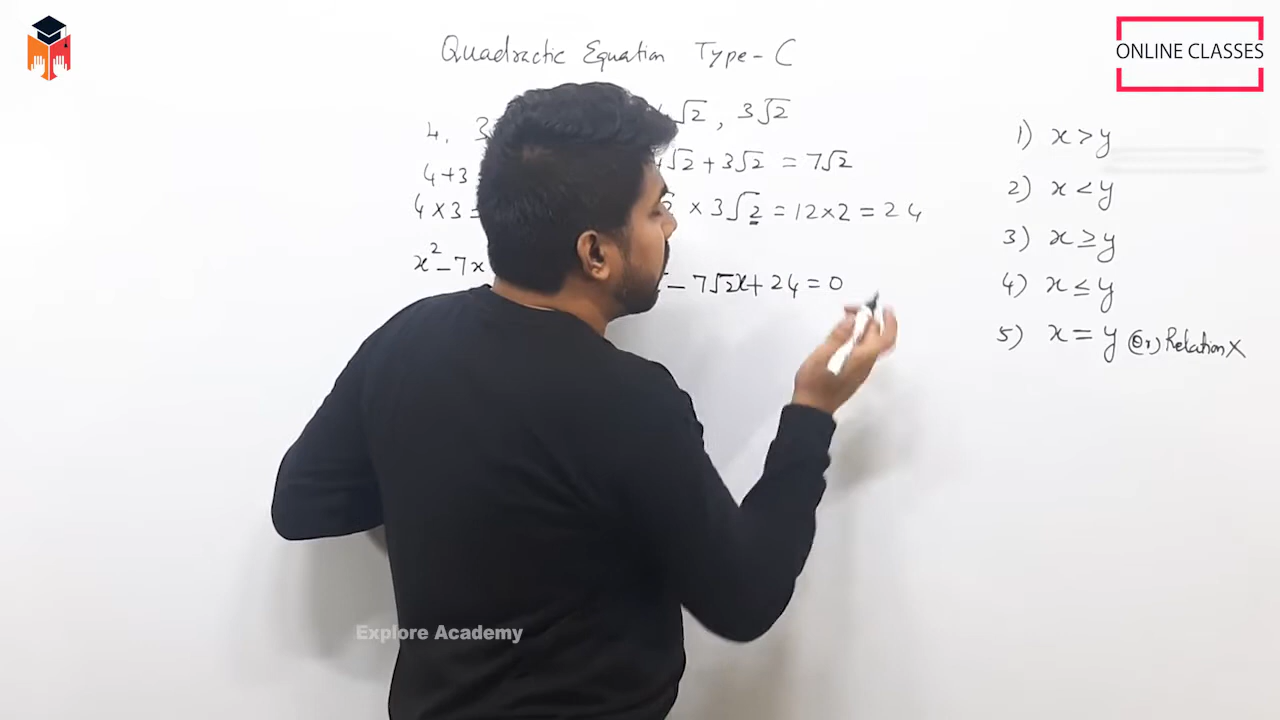 ONLINE CLASSES
Quadractic Equation Type - C
4, 3 √2 , 3√2
4+3 4√2 + 3√2 = 7√2
4 × 3 = × 3√2 = 12 × 2 = 24
x² - 7x - 7√2x + 24 = 0
1) x > y
2) x < y
3) x ≥ y
4) x ≤ y
5) x = y (or) Relation X
Explore Academy